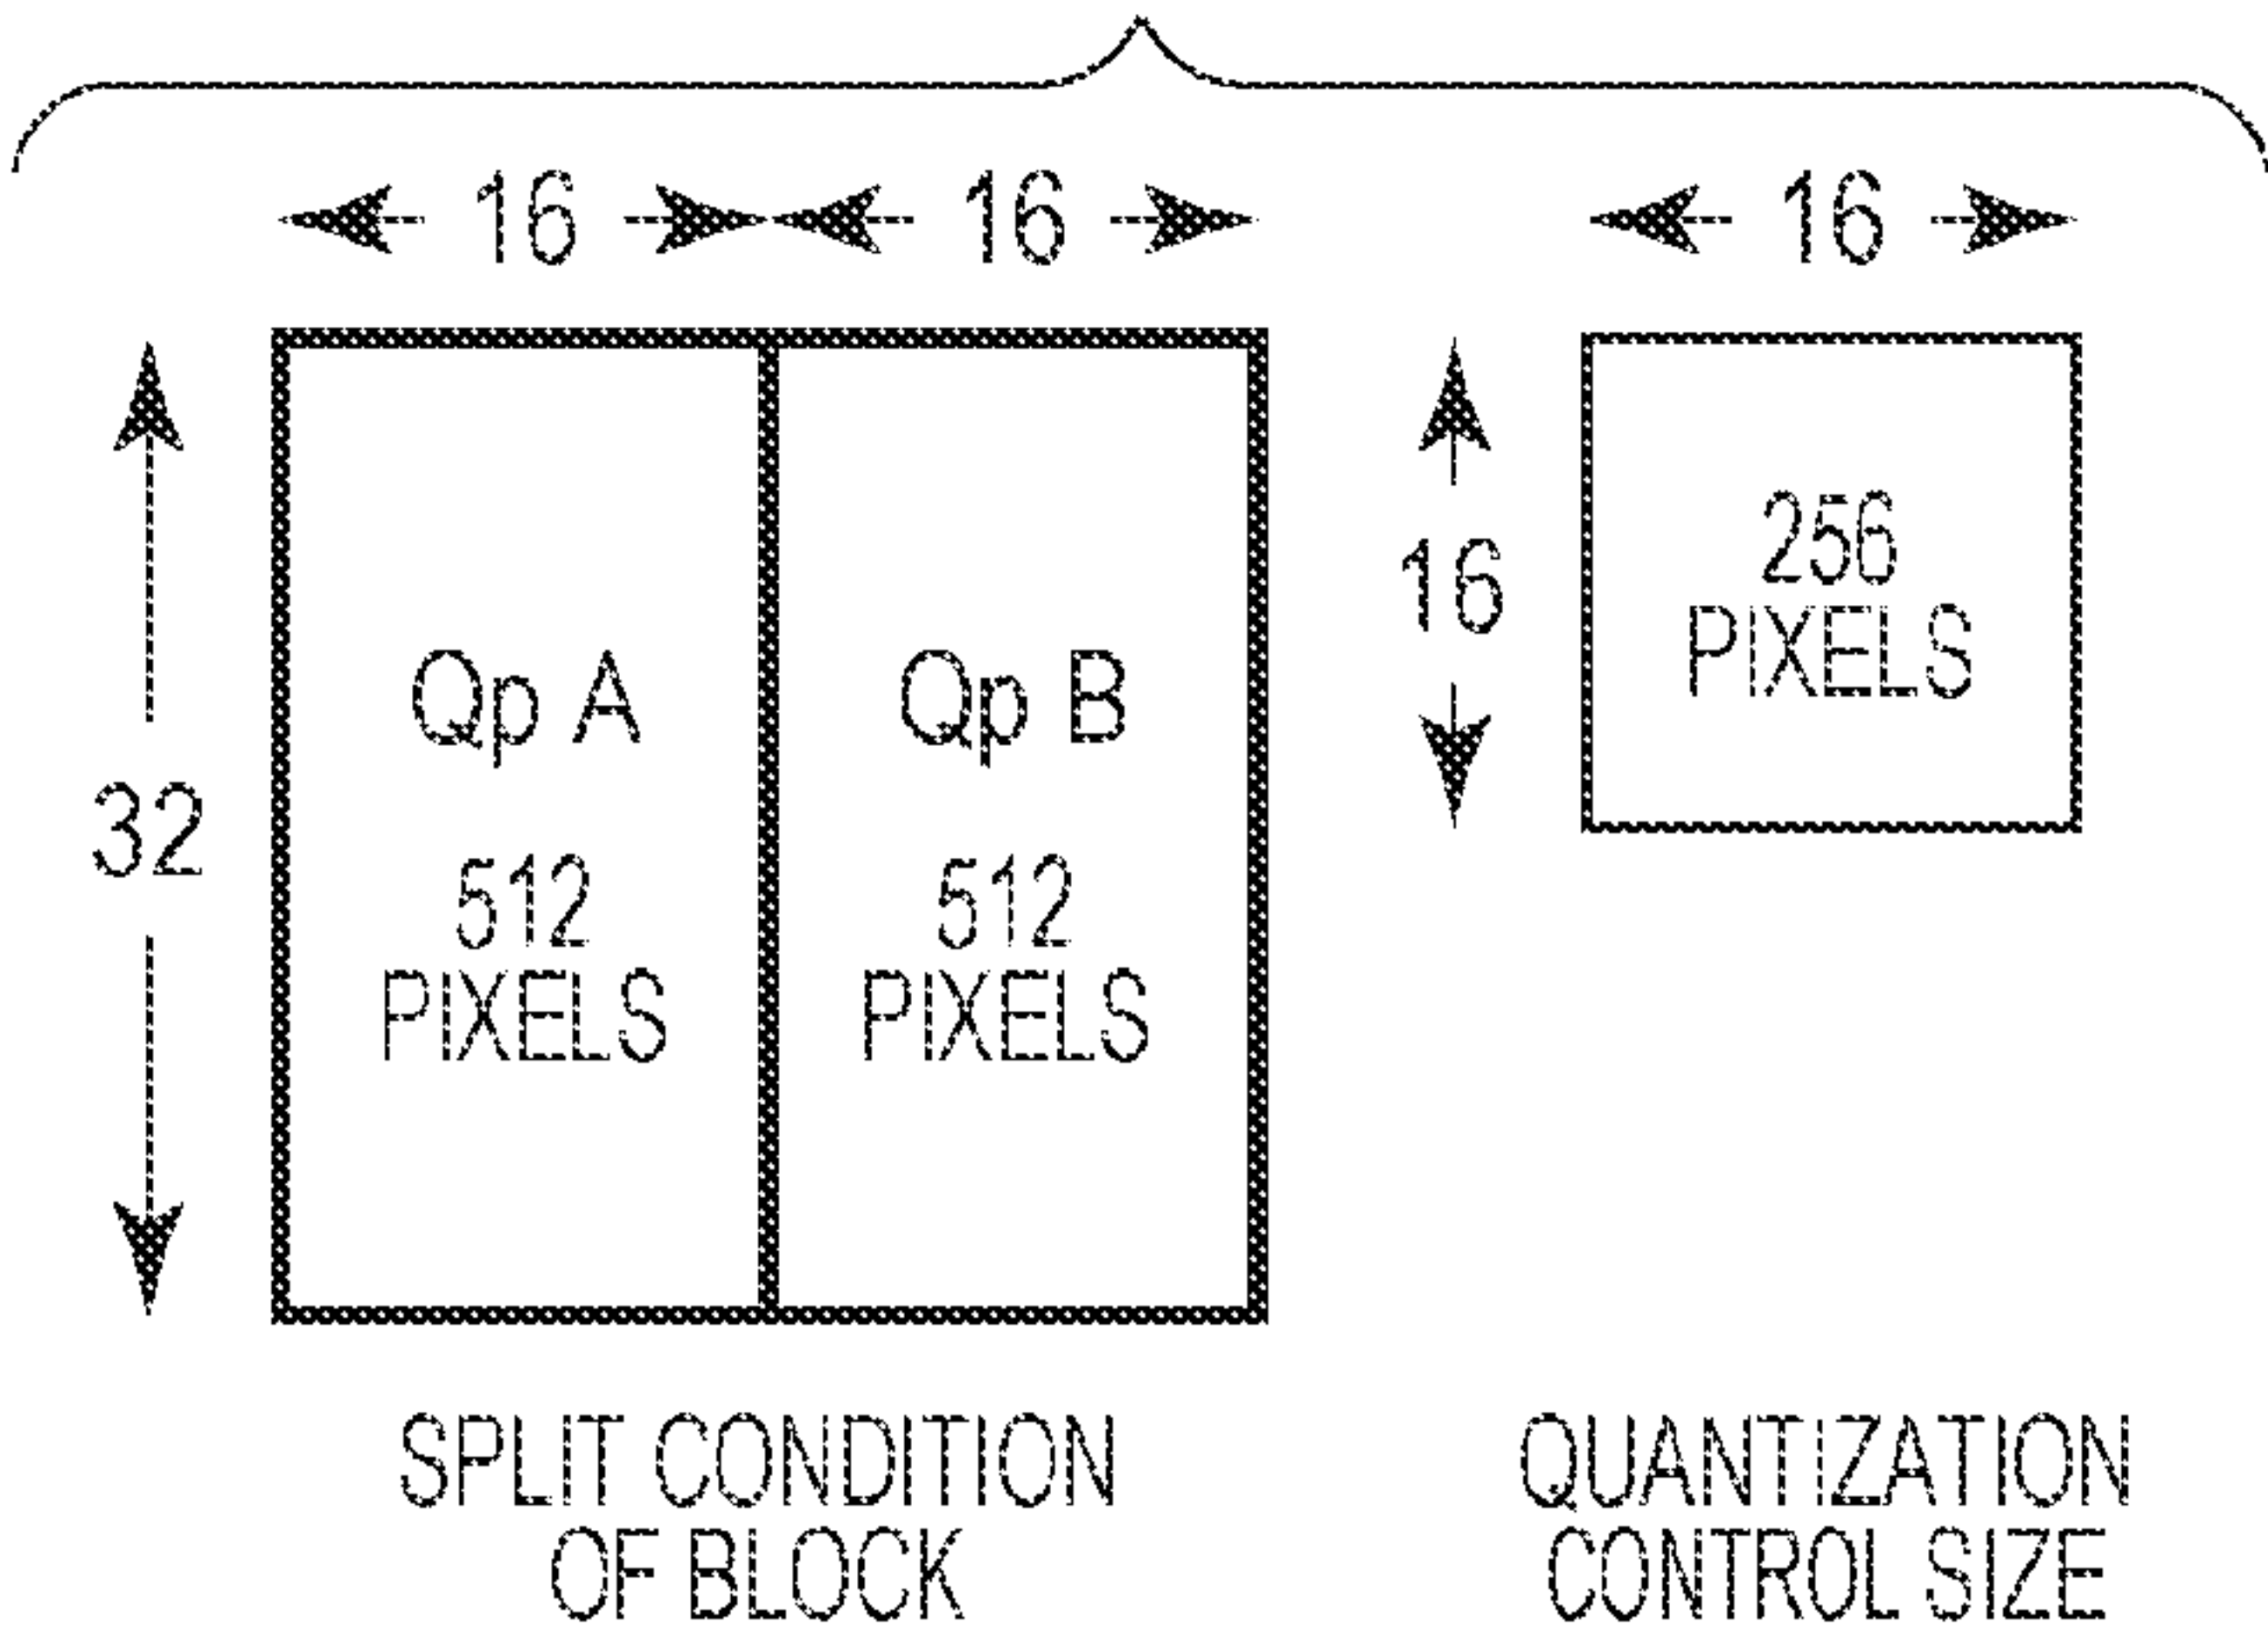 16 16 16
32
Qp A
512
PIXELS
Qp B
512
PIXELS
16
256
PIXELS
SPLIT CONDITION
OF BLOCK
QUANTIZATION
CONTROL SIZE